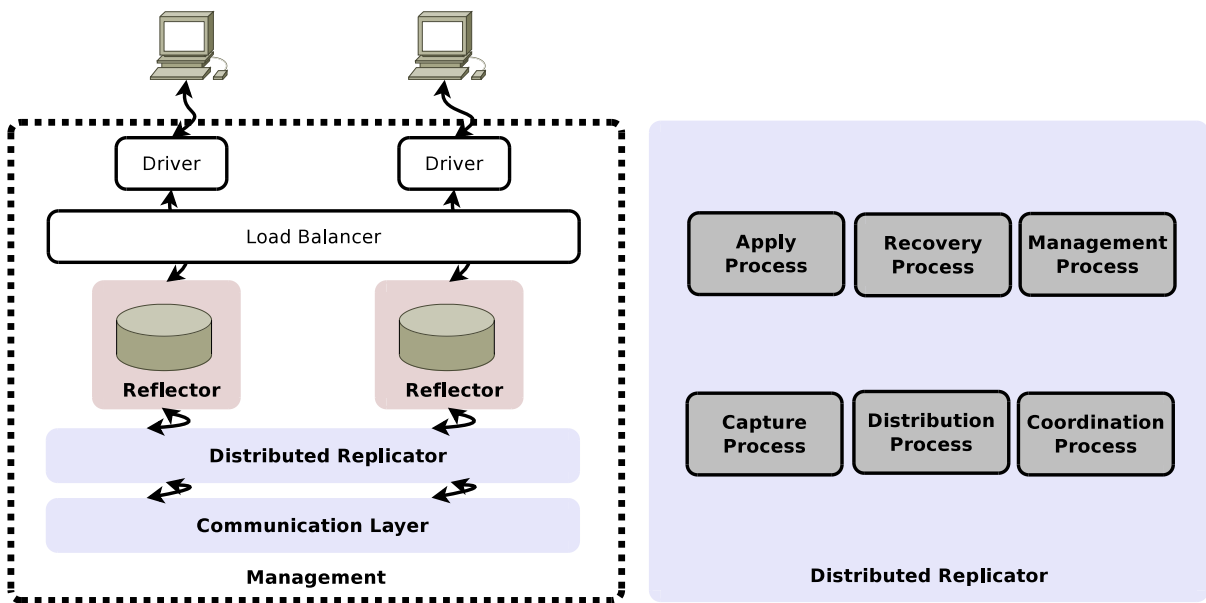 Driver
Driver
Load Balancer
Reflector
Reflector
Distributed Replicator
Communication Layer
Management
Apply
Process
Recovery
Process
Management
Process
Capture
Process
Distribution
Process
Coordination
Process
Distributed Replicator